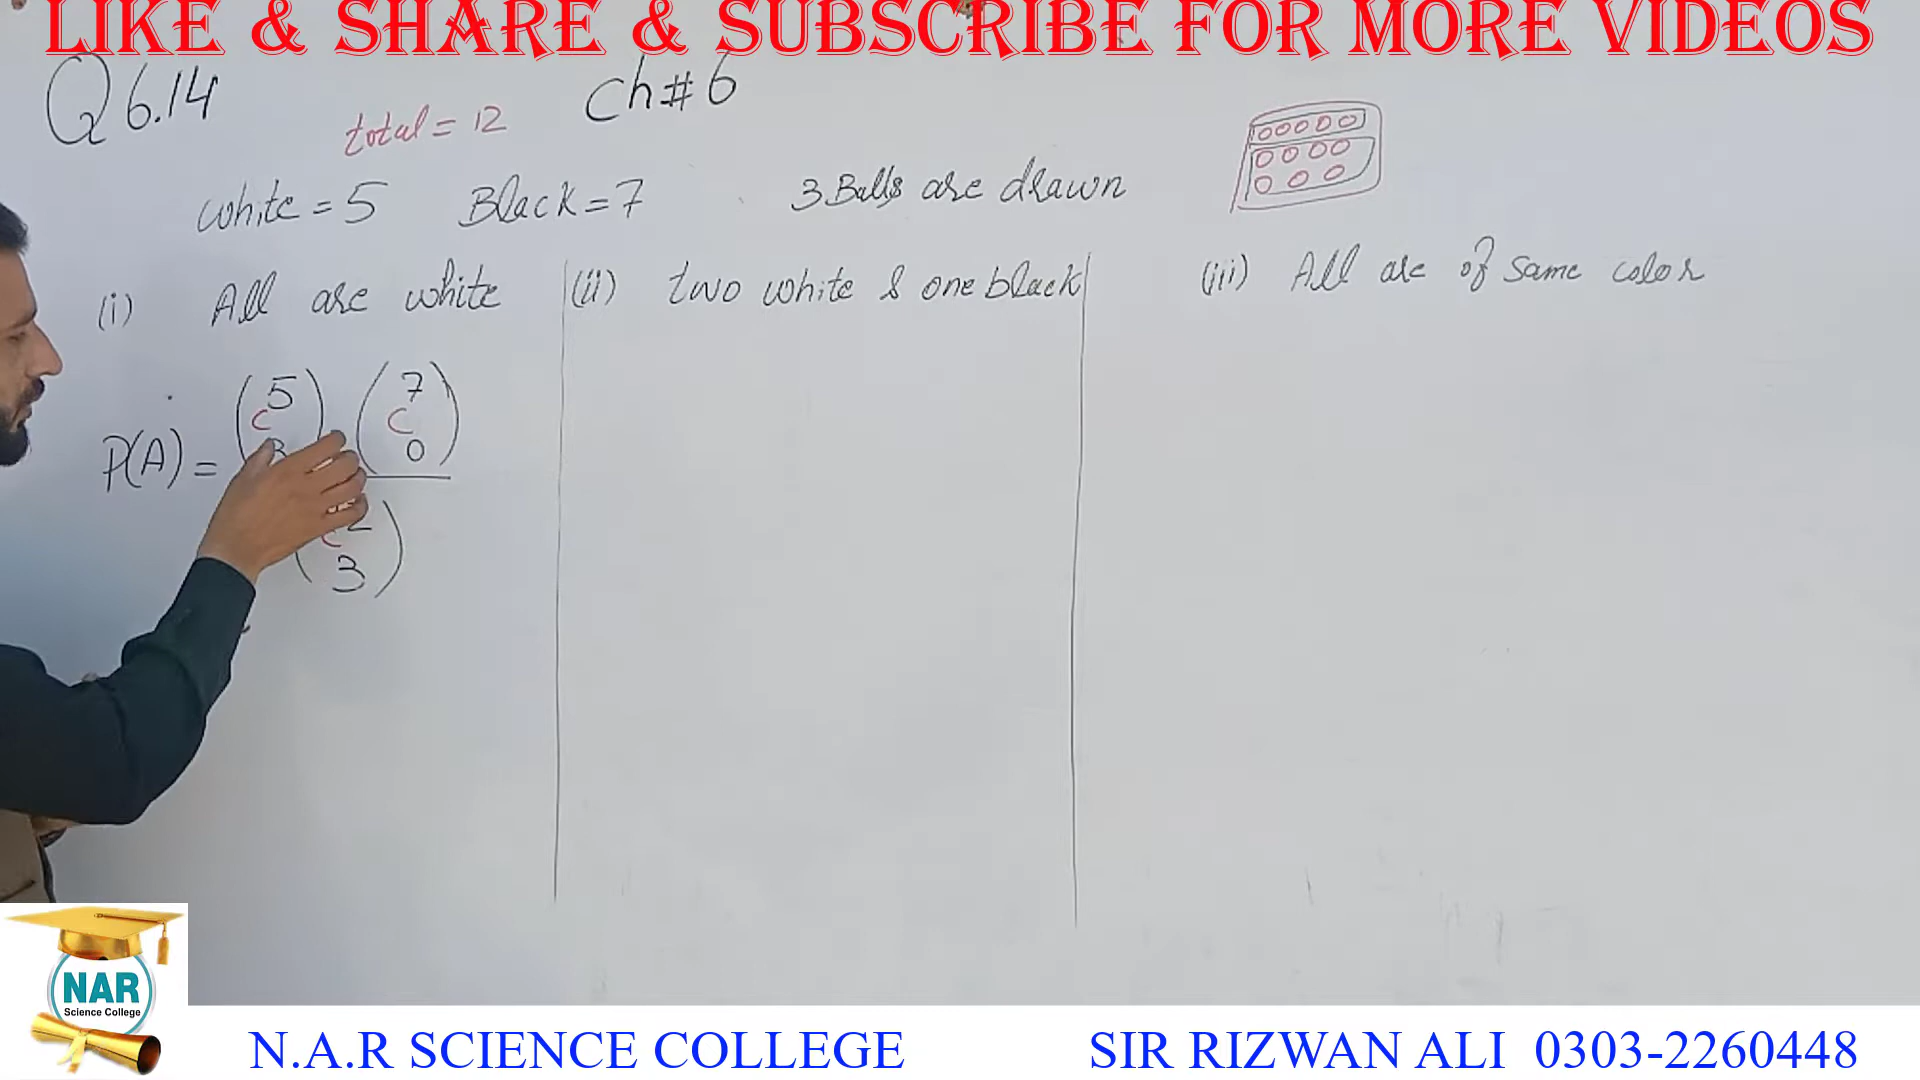 LIKE & SHARE & SUBSCRIBE FOR MORE VIDEOS
Q 6.14
Ch# 6
total = 12
White = 5 Black = 7 3 Balls are drawn
(i) All are white
(ii) two white & one black
(iii) All are of same color
5 7
C C
P(A) = 0
C
3
NAR
Science College
N.A.R SCIENCE COLLEGE SIR RIZWAN ALI 0303-2260448